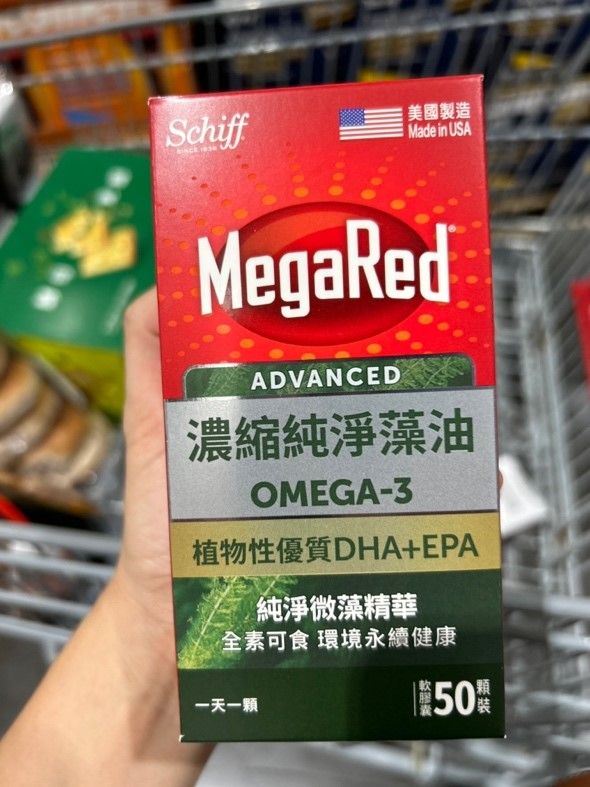 Schiff
SINCE 1936
美國製造
Made in USA
MegaRed®
ADVANCED
濃縮純淨藻油
OMEGA-3
植物性優質DHA+EPA
純淨微藻精華
全素可食 環境永續健康
一天一顆
軟膠囊50顆裝